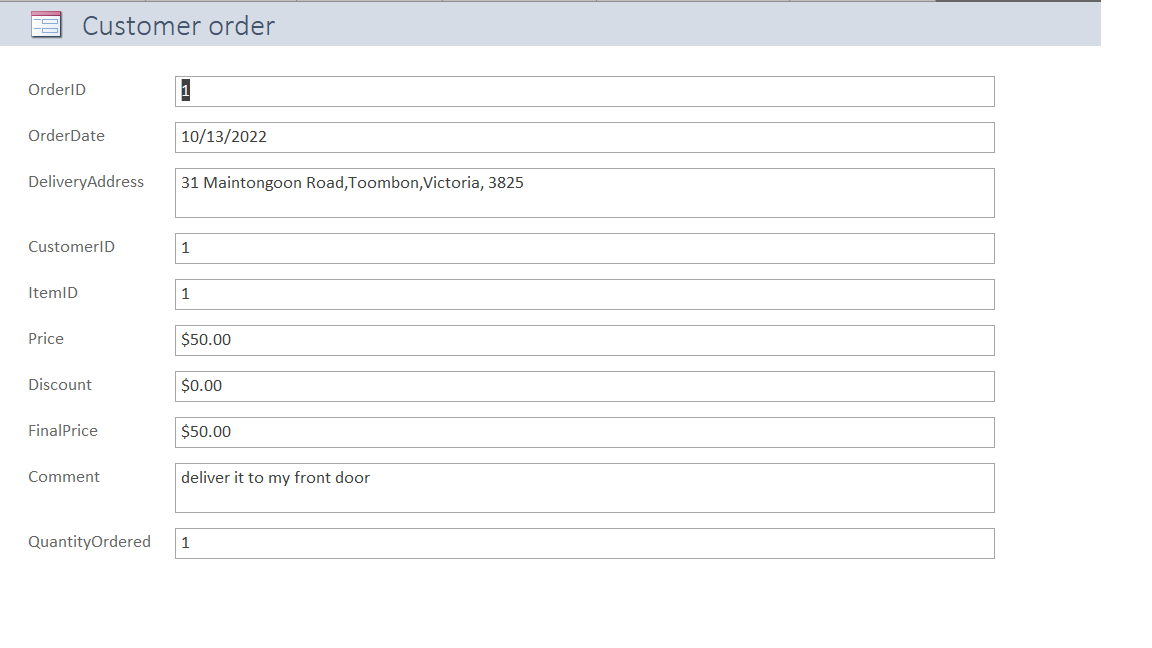 Customer order
OrderID 1
OrderDate 10/13/2022
DeliveryAddress 31 Maintongoon Road,Toombon,Victoria, 3825
CustomerID 1
ItemID 1
Price $50.00
Discount $0.00
FinalPrice $50.00
Comment deliver it to my front door
QuantityOrdered 1